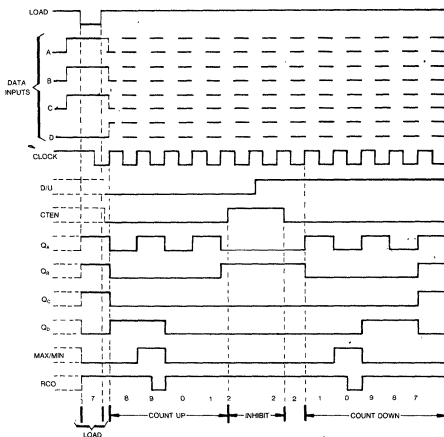 LOAD
A
B
C
D
DATA
INPUTS
CLOCK
D/U
CTEN
Qa
QB
QC
QD
MAX/MIN
RCO
7 8 9 0 1 2 2 2 1 0 9 8 7
COUNT UP INHIBIT COUNT DOWN
LOAD